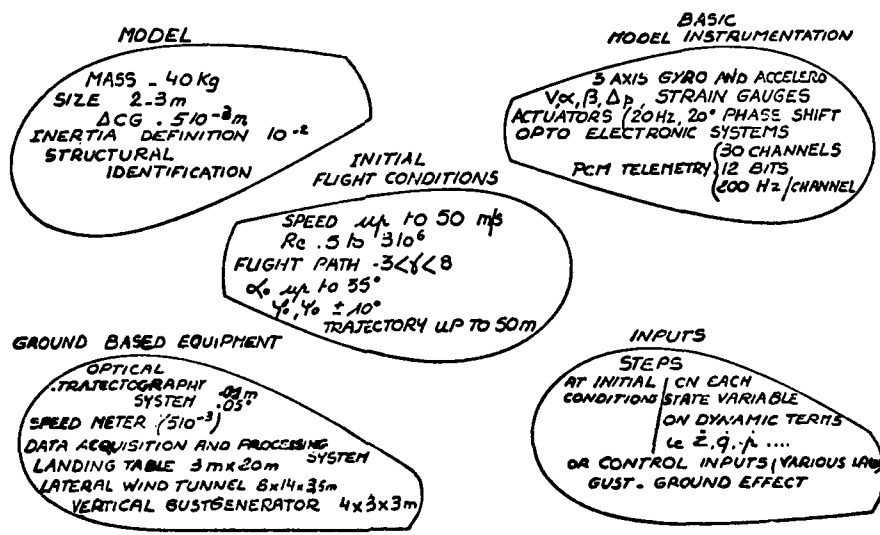 MODEL
MASS - 40 Kg
SIZE 2-3m
ΔCG . 5 10⁻³m
INERTIA DEFINITION 10⁻²
STRUCTURAL
IDENTIFICATION
BASIC
MODEL INSTRUMENTATION
3 AXIS GYRO AND ACCELERO
V,α,β,Δp, STRAIN GAUGES
ACTUATORS (20Hz, 20° PHASE SHIFT
OPTO ELECTRONIC SYSTEMS
PCM TELEMETRY
(30 CHANNELS
12 BITS
(200 Hz/CHANNEL
INITIAL
FLIGHT CONDITIONS
SPEED up to 50 m/s
Re .5 to 3 10⁶
FLIGHT PATH -3<γ<8
α₀ up to 35°
± 10°
TRAJECTORY UP TO 50m
GROUND BASED EQUIPMENT
OPTICAL
.TRAJECTOGRAPHY
SYSTEM
.05°
SPEED METER (5 10⁻³)
DATA ACQUISITION AND PROCESSING
SYSTEM
LANDING TABLE 3m x 20m
LATERAL WIND TUNNEL 8x14x3,5m
VERTICAL GUST GENERATOR 4x3x3m
INPUTS
STEPS
AT INITIAL
CONDITIONS
ON EACH
STATE VARIABLE
ON DYNAMIC TERMS
ie ż, q̇, ṗ ....
OR CONTROL INPUTS (VARIOUS LAWS
GUST - GROUND EFFECT